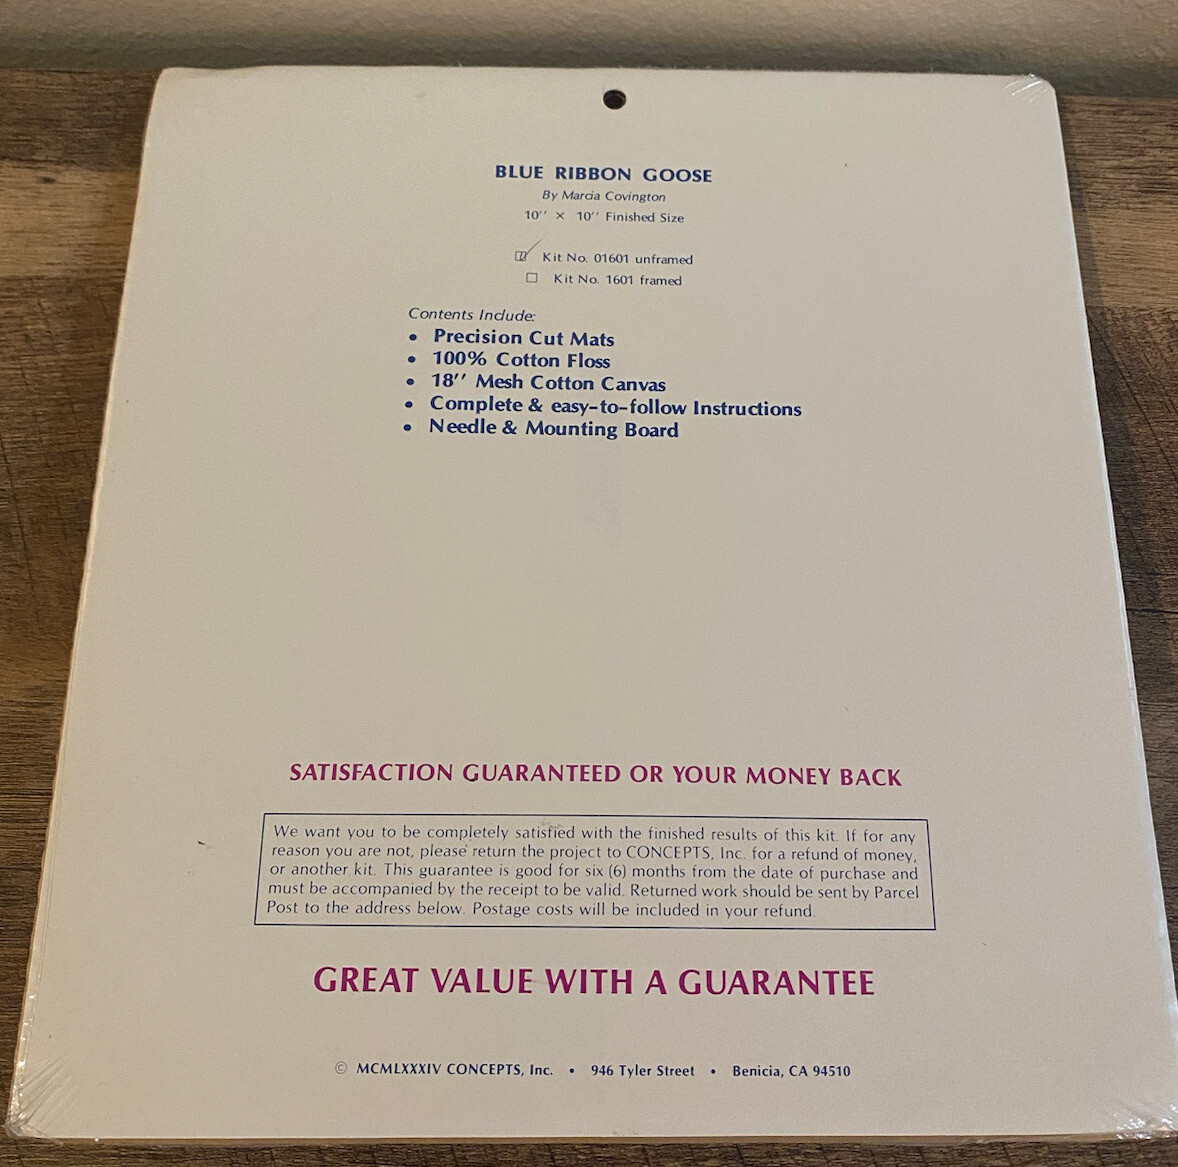 BLUE RIBBON GOOSE
By Marcia Covington
10'' × 10'' Finished Size
☑ Kit No. 01601 unframed
☐ Kit No. 1601 framed
Contents Include:
• Precision Cut Mats
• 100% Cotton Floss
• 18'' Mesh Cotton Canvas
• Complete & easy-to-follow Instructions
• Needle & Mounting Board
SATISFACTION GUARANTEED OR YOUR MONEY BACK
We want you to be completely satisfied with the finished results of this kit. If for any
reason you are not, please return the project to CONCEPTS, Inc. for a refund of money,
or another kit. This guarantee is good for six (6) months from the date of purchase and
must be accompanied by the receipt to be valid. Returned work should be sent by Parcel
Post to the address below. Postage costs will be included in your refund.
GREAT VALUE WITH A GUARANTEE
© MCMLXXXIV CONCEPTS, Inc. • 946 Tyler Street • Benicia, CA 94510